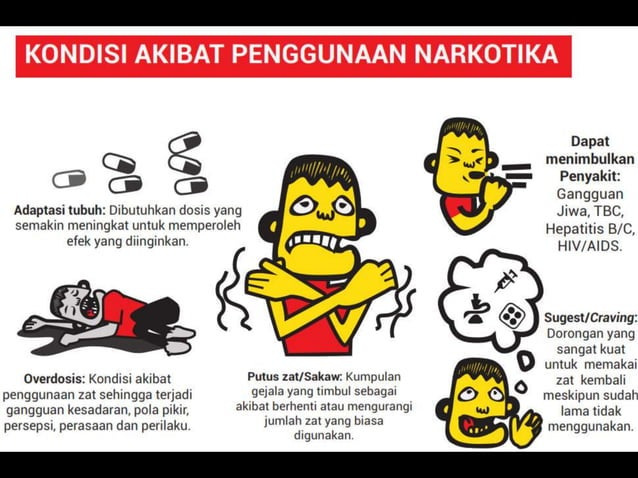 KONDISI AKIBAT PENGGUNAAN NARKOTIKA
Adaptasi tubuh: Dibutuhkan dosis yang
semakin meningkat untuk memperoleh
efek yang diinginkan.
Dapat
menimbulkan
Penyakit:
Gangguan
Jiwa, TBC,
Hepatitis B/C,
HIV/AIDS.
Overdosis: Kondisi akibat
penggunaan zat sehingga terjadi
gangguan kesadaran, pola pikir,
persepsi, perasaan dan perilaku.
Putus zat/Sakaw: Kumpulan
gejala yang timbul sebagai
akibat berhenti atau mengurangi
jumlah zat yang biasa
digunakan.
Sugest/Craving:
Dorongan yang
sangat kuat
untuk memakai
zat kembali
meskipun sudah
lama tidak
menggunakan.